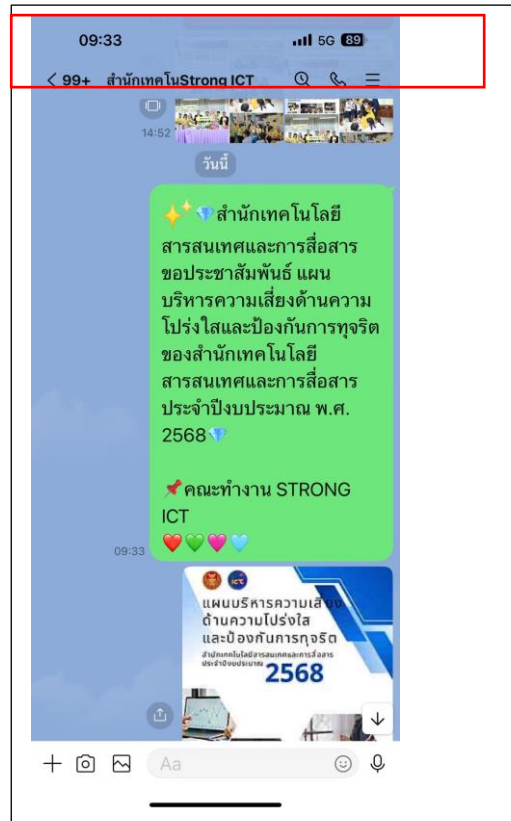 09:33
5G 89
99+ สำนักเทคโนStrong ICT
14:52
วันนี้
สำนักเทคโนโลยี
สารสนเทศและการสื่อสาร
ขอประชาสัมพันธ์ แผน
บริหารความเสี่ยงด้านความ
โปร่งใสและป้องกันการทุจริต
ของสำนักเทคโนโลยี
สารสนเทศและการสื่อสาร
ประจำปีงบประมาณ พ.ศ.
2568
คณะทำงาน STRONG
ICT
09:33
ICT
แผนบริหารความเสี่ยง
ด้านความโปร่งใส
และป้องกันการทุจริต
สำนักเทคโนโลยีสารสนเทศและการสื่อสาร
ประจำปีงบประมาณ 2568
Aa